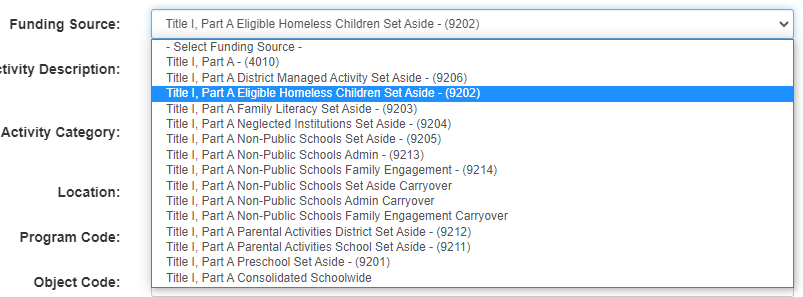 Funding Source:
Title I, Part A Eligible Homeless Children Set Aside - (9202)
- Select Funding Source -
Title I, Part A - (4010)
Title I, Part A District Managed Activity Set Aside - (9206)
Title I, Part A Eligible Homeless Children Set Aside - (9202)
Title I, Part A Family Literacy Set Aside - (9203)
Title I, Part A Neglected Institutions Set Aside - (9204)
Title I, Part A Non-Public Schools Set Aside - (9205)
Title I, Part A Non-Public Schools Admin - (9213)
Title I, Part A Non-Public Schools Family Engagement - (9214)
Title I, Part A Non-Public Schools Set Aside Carryover
Title I, Part A Non-Public Schools Admin Carryover
Title I, Part A Non-Public Schools Family Engagement Carryover
Title I, Part A Parental Activities District Set Aside - (9212)
Title I, Part A Parental Activities School Set Aside - (9211)
Title I, Part A Preschool Set Aside - (9201)
Title I, Part A Consolidated Schoolwide
tivity Description:
Activity Category:
Location:
Program Code:
Object Code: